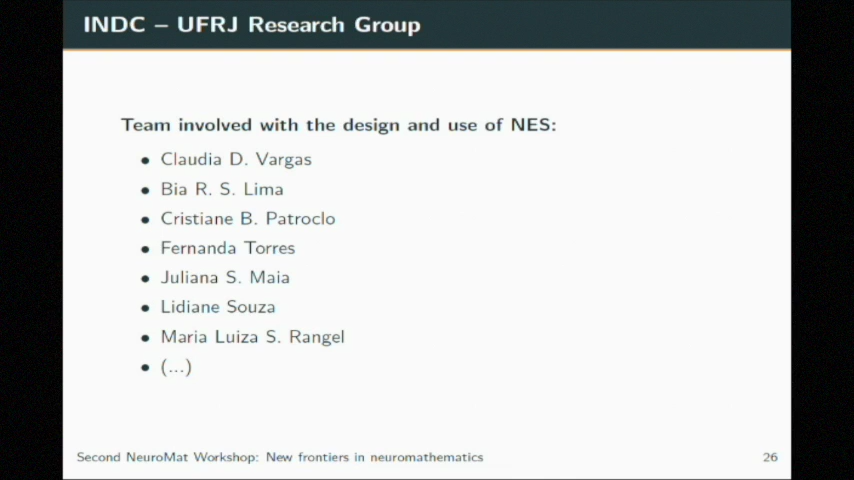 INDC – UFRJ Research Group
Team involved with the design and use of NES:
• Claudia D. Vargas
• Bia R. S. Lima
• Cristiane B. Patroclo
• Fernanda Torres
• Juliana S. Maia
• Lidiane Souza
• Maria Luiza S. Rangel
• (...)
Second NeuroMat Workshop: New frontiers in neuromathematics 26